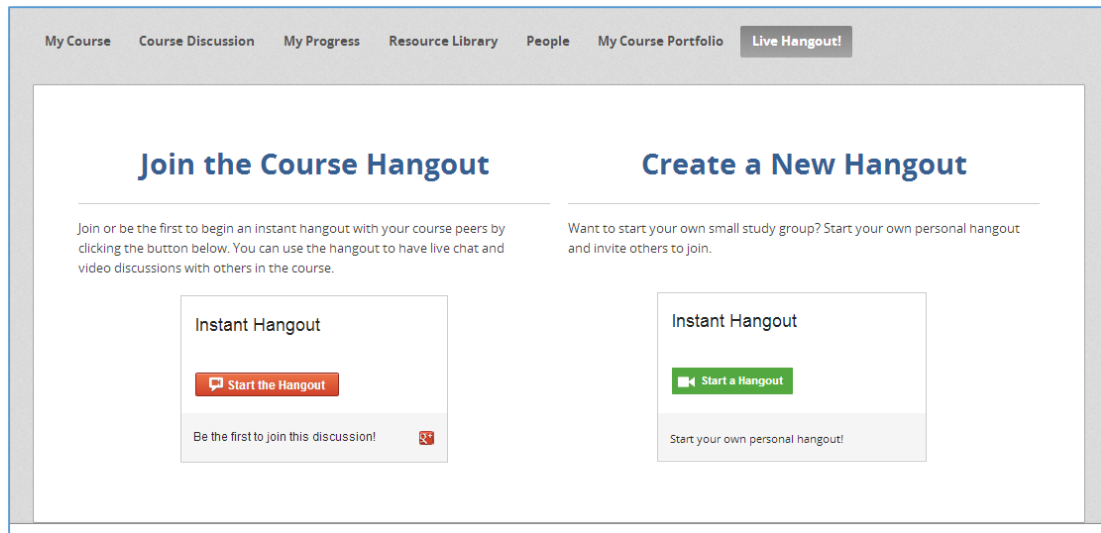 My Course Course Discussion My Progress Resource Library People My Course Portfolio Live Hangout!
Join the Course Hangout
Join or be the first to begin an instant hangout with your course peers by
clicking the button below. You can use the hangout to have live chat and
video discussions with others in the course.
Instant Hangout
Start the Hangout
Be the first to join this discussion!
g+
Create a New Hangout
Want to start your own small study group? Start your own personal hangout
and invite others to join.
Instant Hangout
Start a Hangout
Start your own personal hangout!